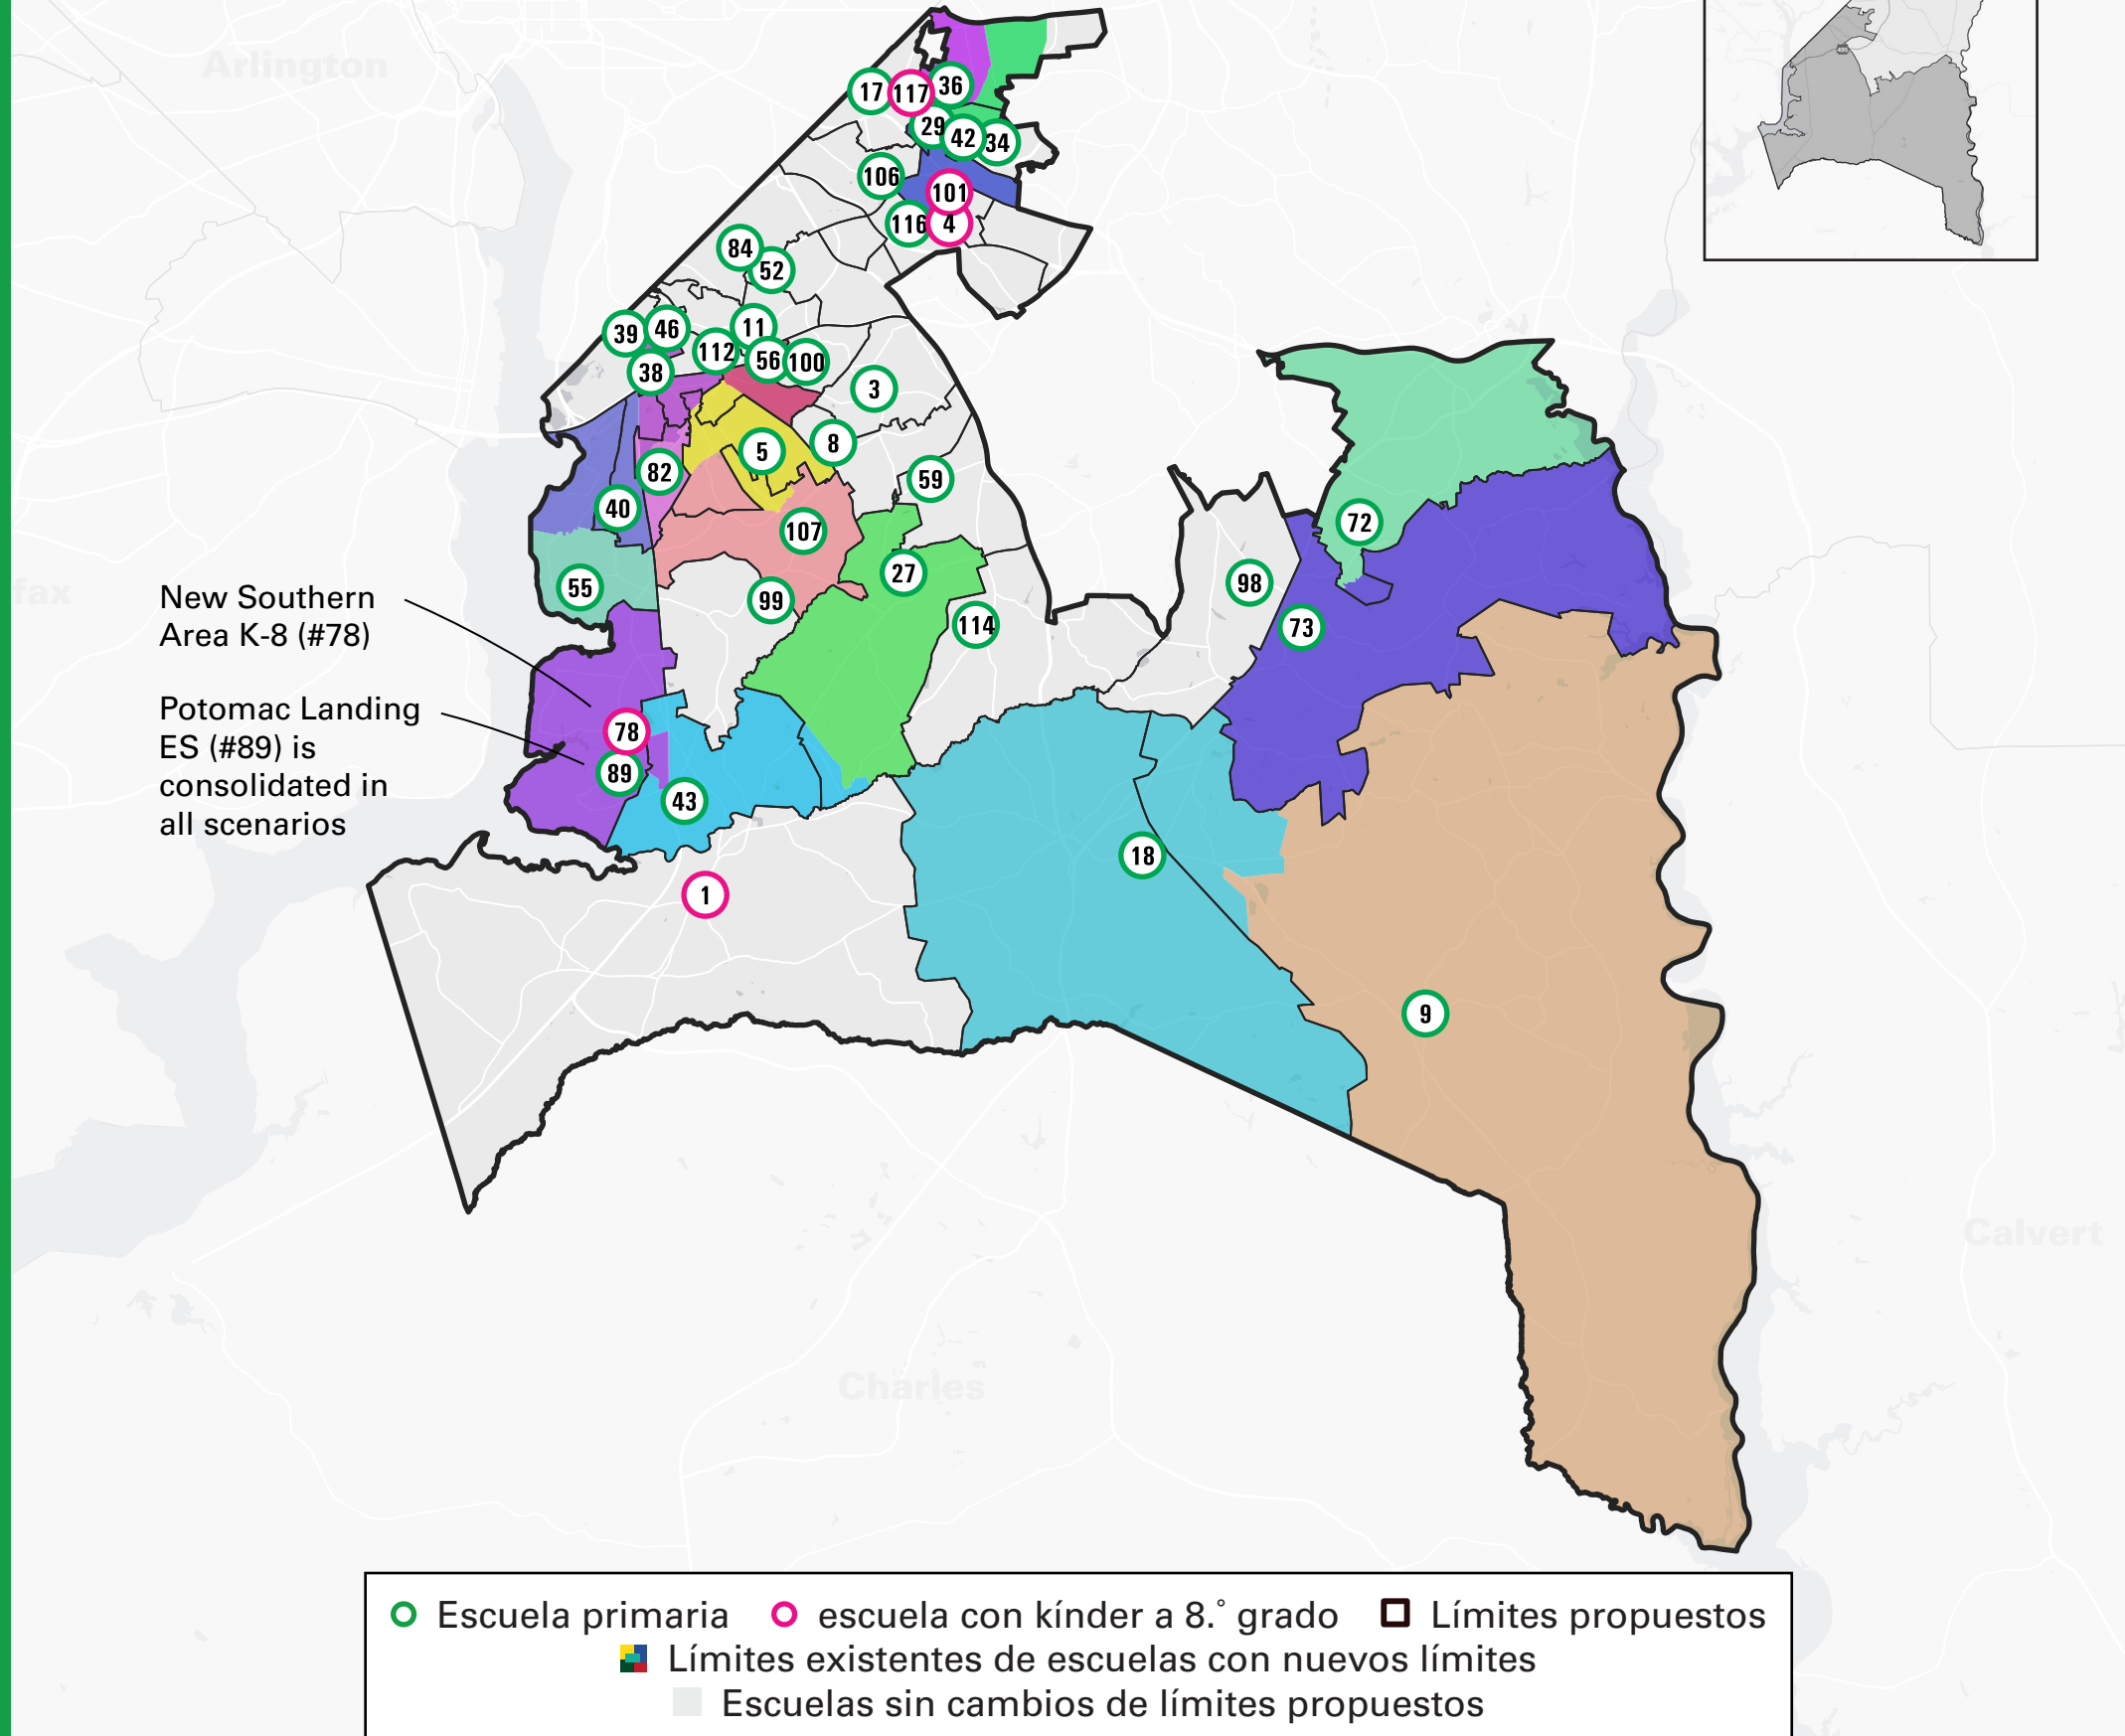 Arlington
17
117
36
29
42
34
106
101
116
4
84
52
39
46
11
112
56
100
38
3
5
8
82
59
40
107
72
27
98
55
99
114
73
fax
New Southern
Area K-8 (#78)
Potomac Landing
ES (#89) is
consolidated in
all scenarios
78
89
43
18
1
9
Calvert
Charles
Escuela primaria
escuela con kínder a 8.° grado
Límites propuestos
Límites existentes de escuelas con nuevos límites
Escuelas sin cambios de límites propuestos